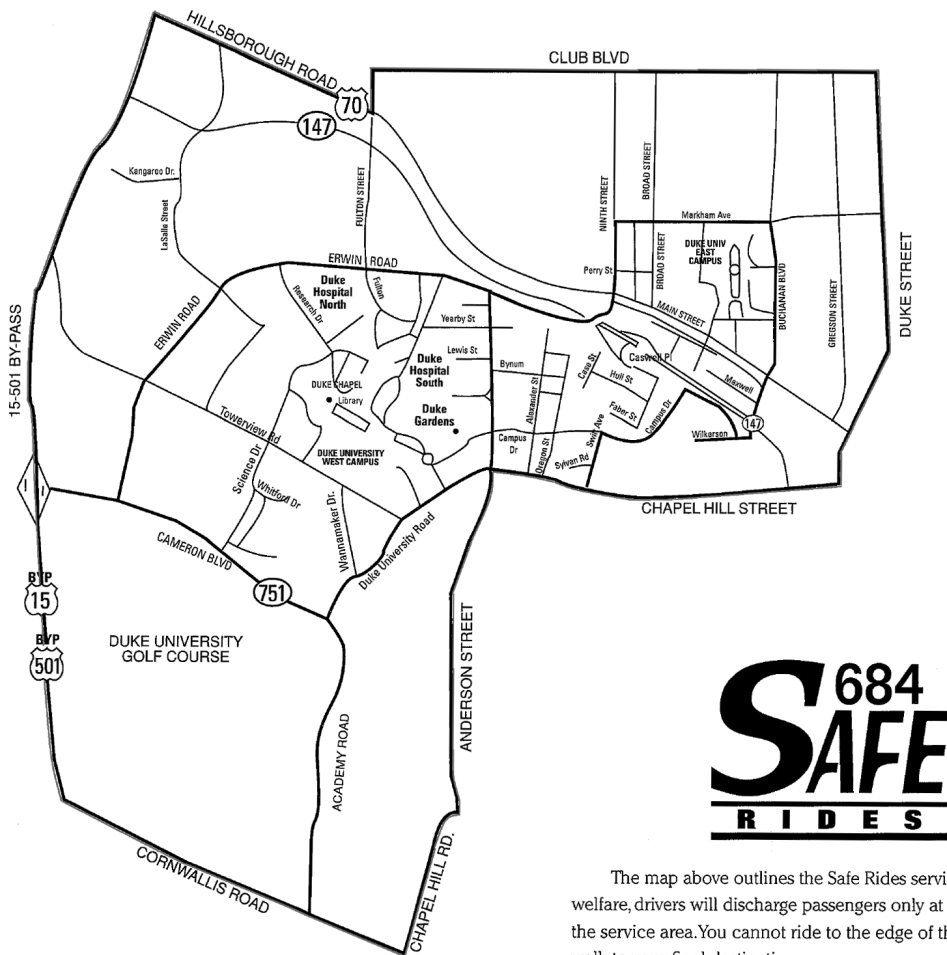 HILLSBOROUGH ROAD
CLUB BLVD
70
147
Kangaroo Dr.
LaSalle Street
FULTON STREET
NINTH STREET
BROAD STREET
Markham Ave
DUKE UNIV
EAST
CAMPUS
BROAD STREET
Perry St
BUCHANAN BLVD
GREGSON STREET
DUKE STREET
ERWIN ROAD
Duke
Hospital
North
Research Dr
Fulton
MAIN STREET
15-501 BY-PASS
ERWIN ROAD
Yearby St
Lewis St
Duke
Hospital
South
Bynum
Case St
Caswell Pl
Hull St
Maxwell
DUKE CHAPEL
Library
Alexander St
Faber St
Duke
Gardens
Towerview Rd
Campus
Dr
Oregon St
Swift Ave
Campus Dr
147
Wilkerson
DUKE UNIVERSITY
WEST CAMPUS
Science Dr
Sylvan Rd
Whitford Dr
Wannamaker Dr.
Duke University Road
CHAPEL HILL STREET
CAMERON BLVD
751
BYP
15
BYP
501
DUKE UNIVERSITY
GOLF COURSE
ANDERSON STREET
ACADEMY ROAD
CORNWALLIS ROAD
CHAPEL HILL RD.
684
SAFE
RIDES
The map above outlines the Safe Rides servi
welfare, drivers will discharge passengers only at
the service area. You cannot ride to the edge of th